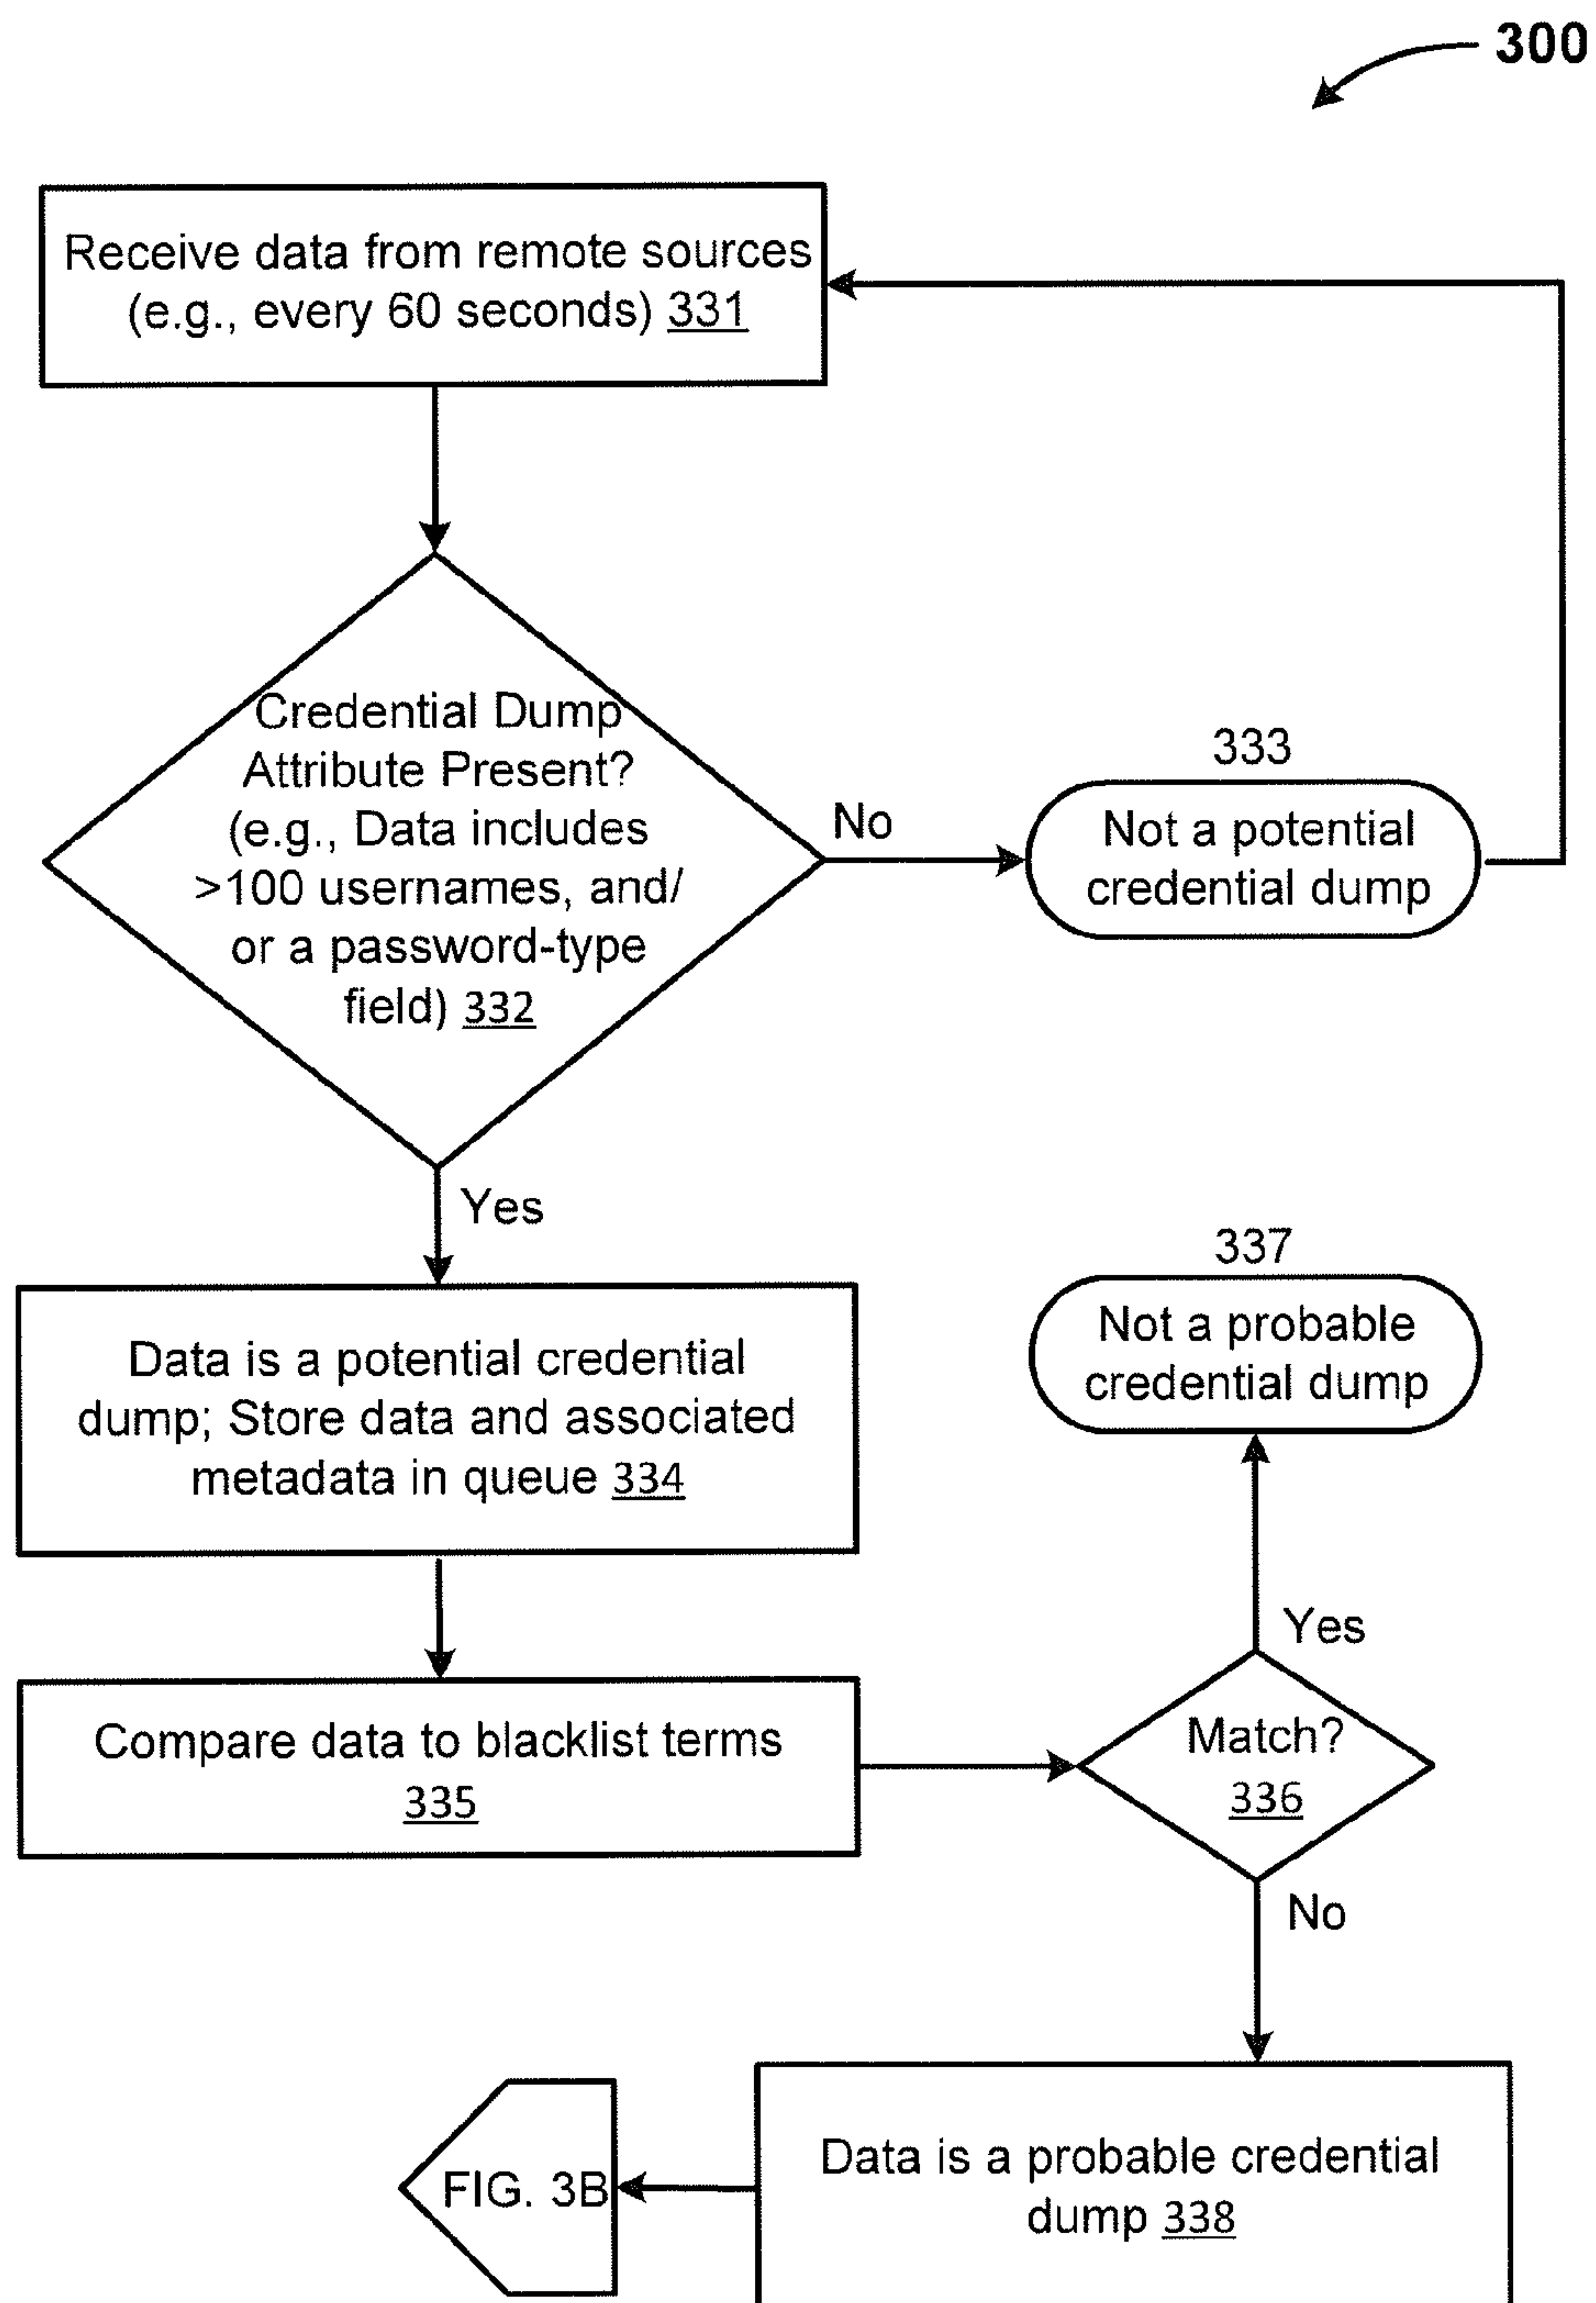 300
Receive data from remote sources
(e.g., every 60 seconds) 331
Credential Dump
Attribute Present?
(e.g., Data includes
>100 usernames, and/
or a password-type
field) 332
No
333
Not a potential
credential dump
Yes
Data is a potential credential
dump; Store data and associated
metadata in queue 334
337
Not a probable
credential dump
Yes
Compare data to blacklist terms
335
Match?
336
No
FIG. 3B
Data is a probable credential
dump 338